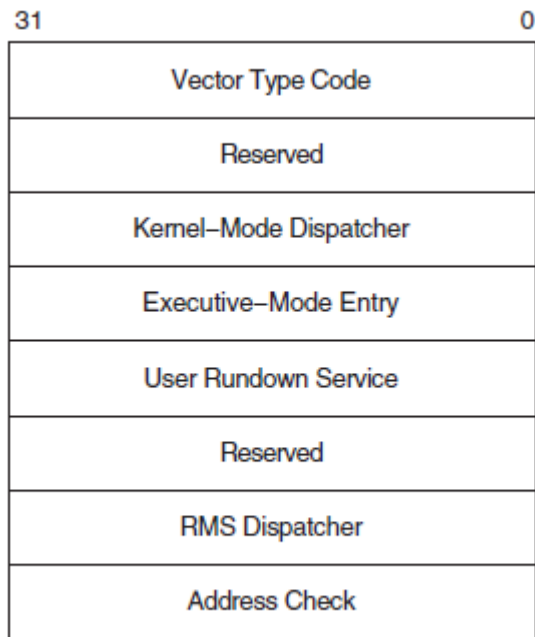 31 0
Vector Type Code
Reserved
Kernel–Mode Dispatcher
Executive–Mode Entry
User Rundown Service
Reserved
RMS Dispatcher
Address Check